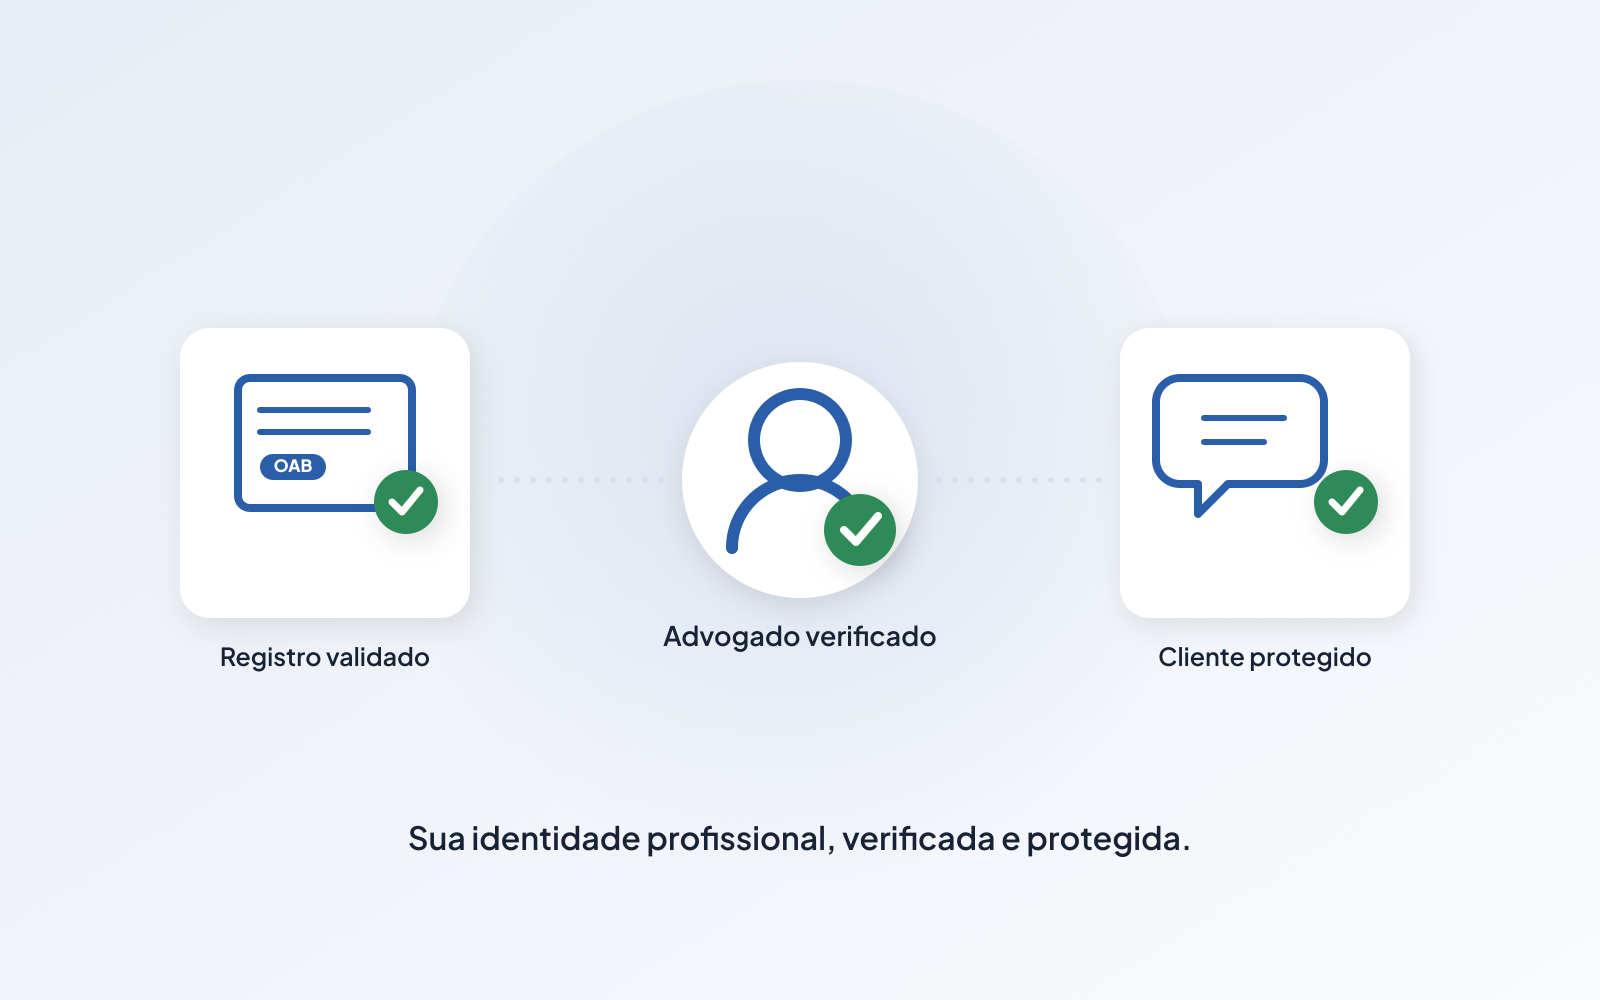 OAB
Registro validado
Advogado verificado
Cliente protegido
Sua identidade profissional, verificada e protegida.